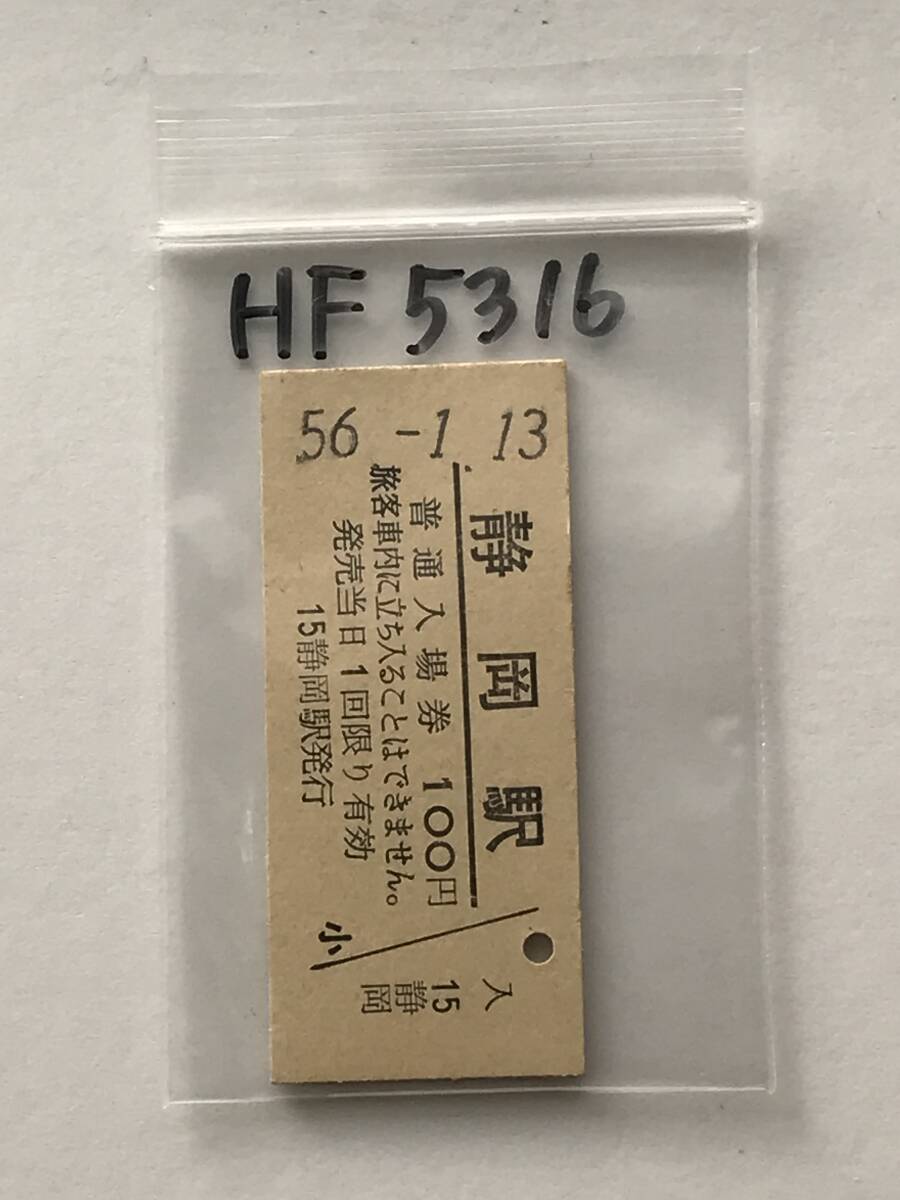 HF 5316
56 -1 13
静岡駅
普通入場券 100円
旅客車内に立ち入ることはできません。
発売当日1回限り有効
15静岡駅発行
小
入
15
静岡